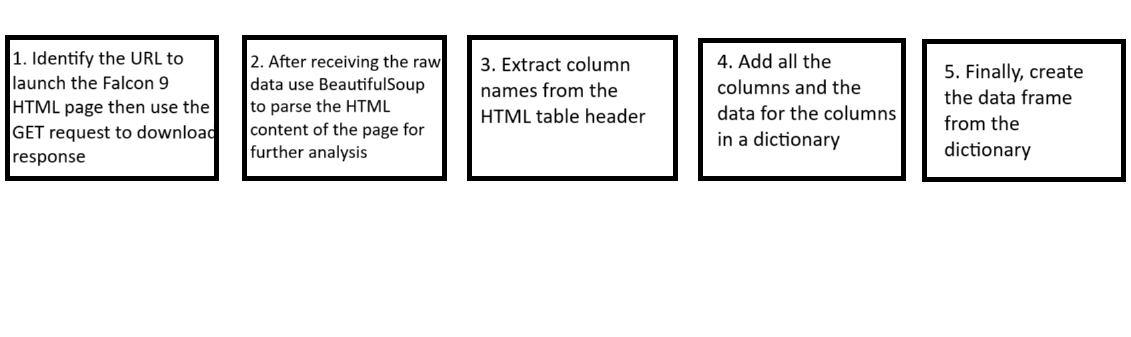 1. Identify the URL to
launch the Falcon 9
HTML page then use the
GET request to download
response
2. After receiving the raw
data use BeautifulSoup
to parse the HTML
content of the page for
further analysis
3. Extract column
names from the
HTML table header
4. Add all the
columns and the
data for the columns
in a dictionary
5. Finally, create
the data frame
from the
dictionary